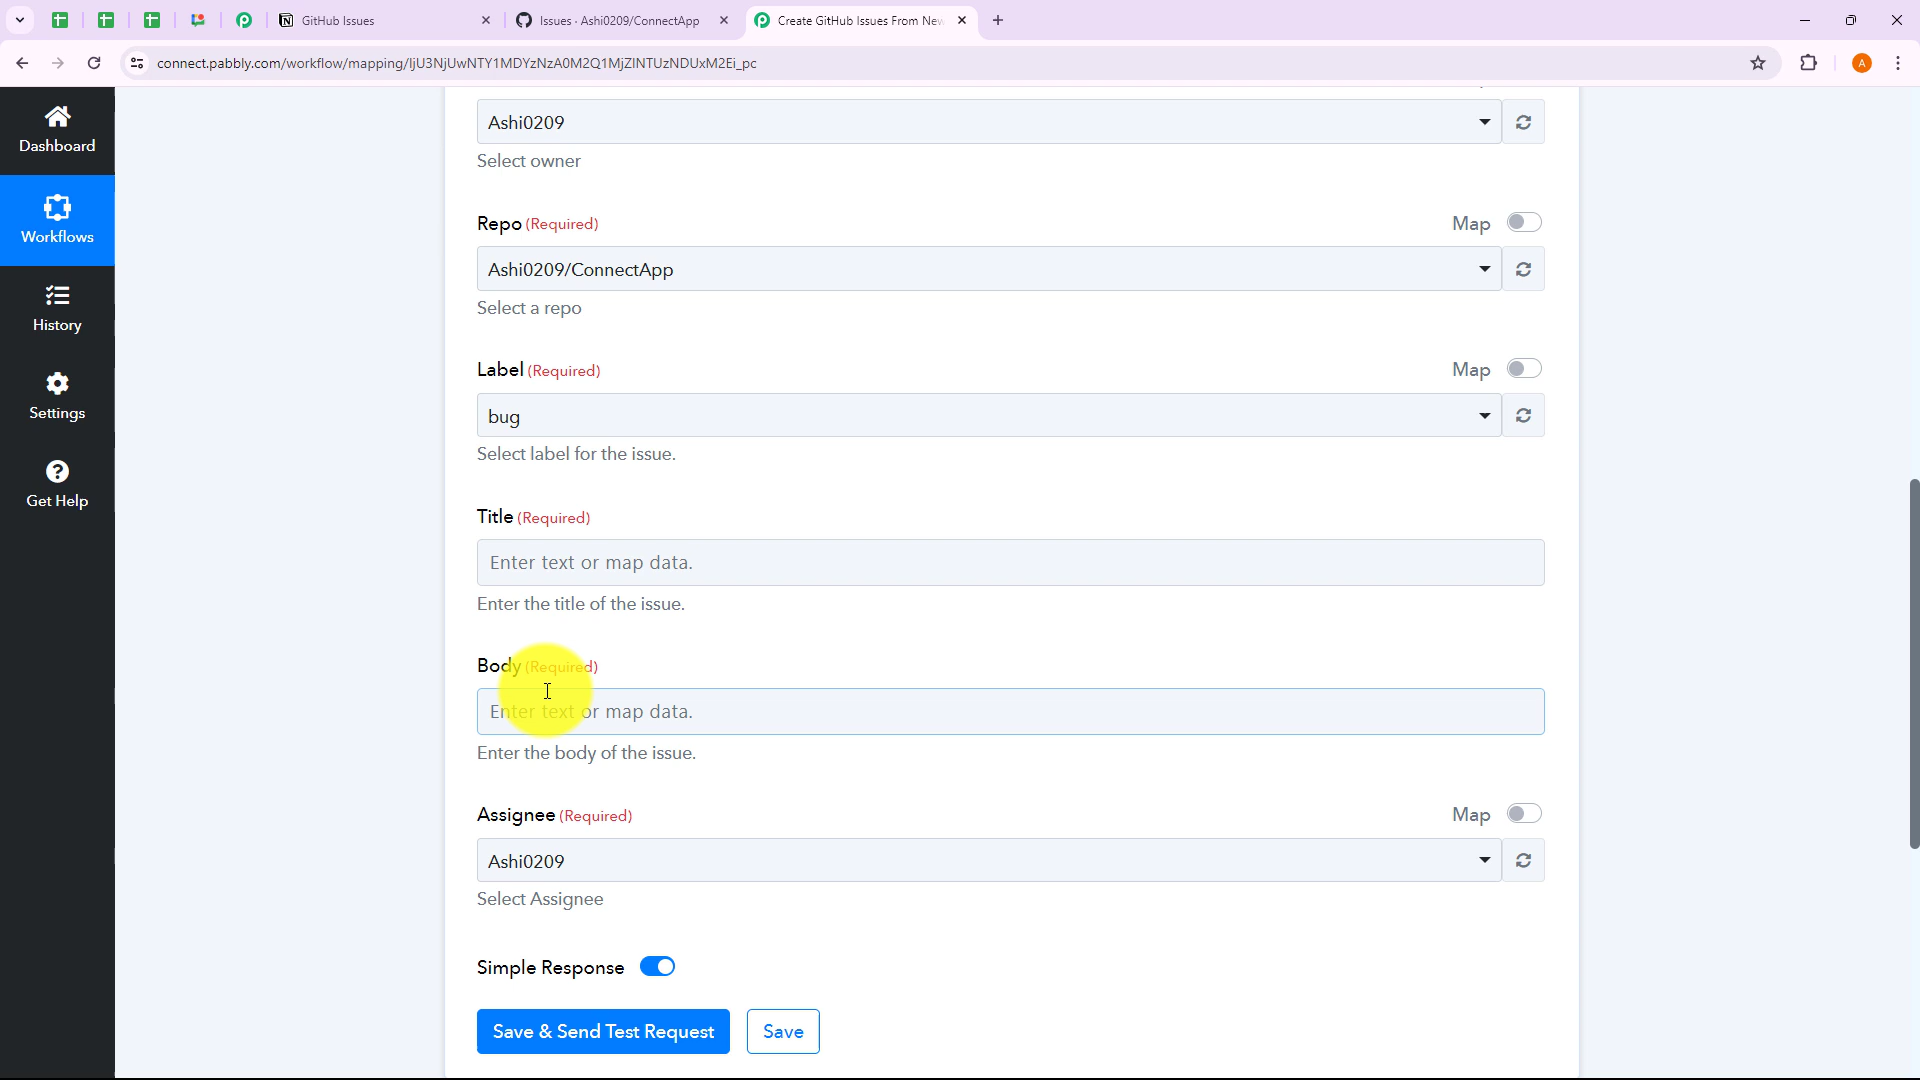 GitHub Issues
Issues · Ashi0209/ConnectApp
Create GitHub Issues From New
connect.pabbly.com/workflow/mapping/IjU3NjUwNTY1MDYzNzA0M2Q1MjZlNTUzNDUxM2Ei_pc
A
Dashboard
Workflows
History
Settings
Get Help
Ashi0209
Select owner
Repo (Required)
Map
Ashi0209/ConnectApp
Select a repo
Label (Required)
Map
bug
Select label for the issue.
Title (Required)
Enter text or map data.
Enter the title of the issue.
Body (Required)
Enter text or map data.
Enter the body of the issue.
Assignee (Required)
Map
Ashi0209
Select Assignee
Simple Response
Save & Send Test Request
Save